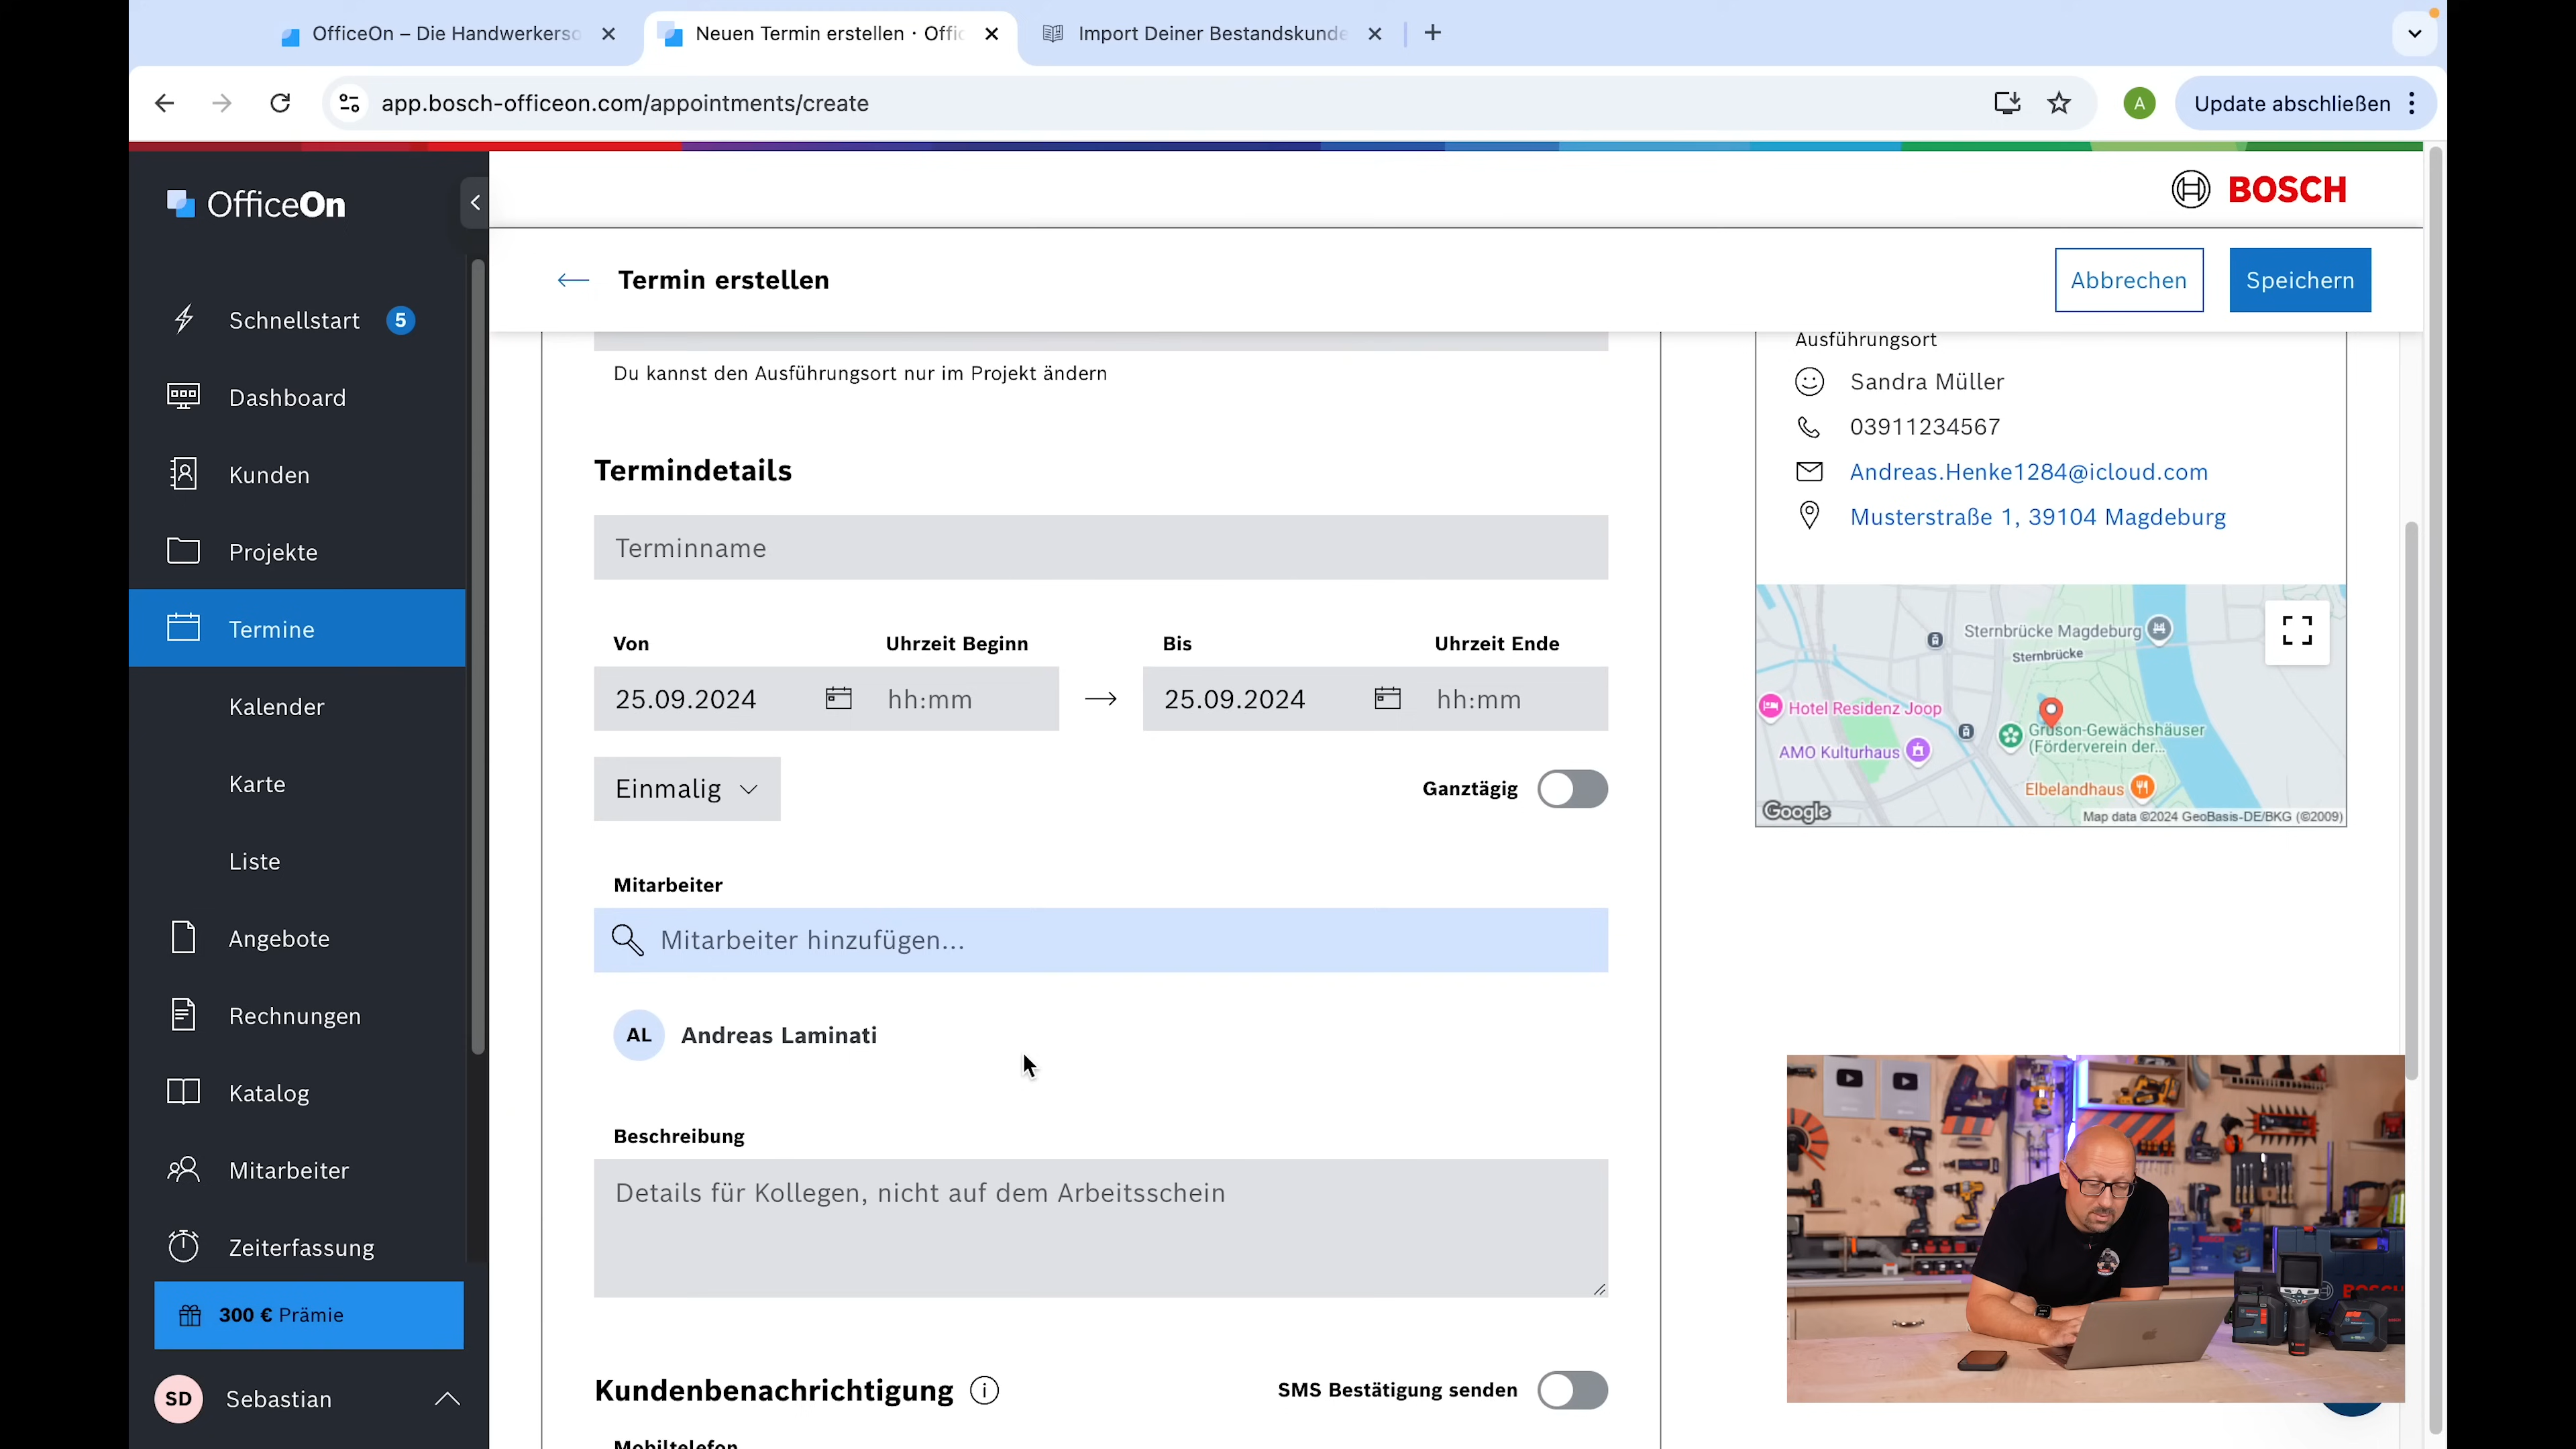 OfficeOn – Die Handwerkers
Neuen Termin erstellen · Offi
Import Deiner Bestandskunde
app.bosch-officeon.com/appointments/create
A
Update abschließen
OfficeOn
BOSCH
Termin erstellen
Abbrechen
Speichern
Schnellstart 5
Dashboard
Kunden
Projekte
Termine
Kalender
Karte
Liste
Angebote
Rechnungen
Katalog
Mitarbeiter
Zeiterfassung
300 € Prämie
SD Sebastian
Du kannst den Ausführungsort nur im Projekt ändern
Termindetails
Terminname
Von Uhrzeit Beginn Bis Uhrzeit Ende
25.09.2024 hh:mm 25.09.2024 hh:mm
Einmalig
Ganztägig
Mitarbeiter
Mitarbeiter hinzufügen...
AL Andreas Laminati
Beschreibung
Details für Kollegen, nicht auf dem Arbeitsschein
Kundenbenachrichtigung
SMS Bestätigung senden
Mobiltelefon
Ausführungsort
Sandra Müller
03911234567
Andreas.Henke1284@icloud.com
Musterstraße 1, 39104 Magdeburg
Sternbrücke Magdeburg
Sternbrücke
Hotel Residenz Joop
Gruson-Gewächshäuser
(Förderverein der...
AMO Kulturhaus
Elbelandhaus
Google
Map data ©2024 GeoBasis-DE/BKG (©2009)
BOSCH